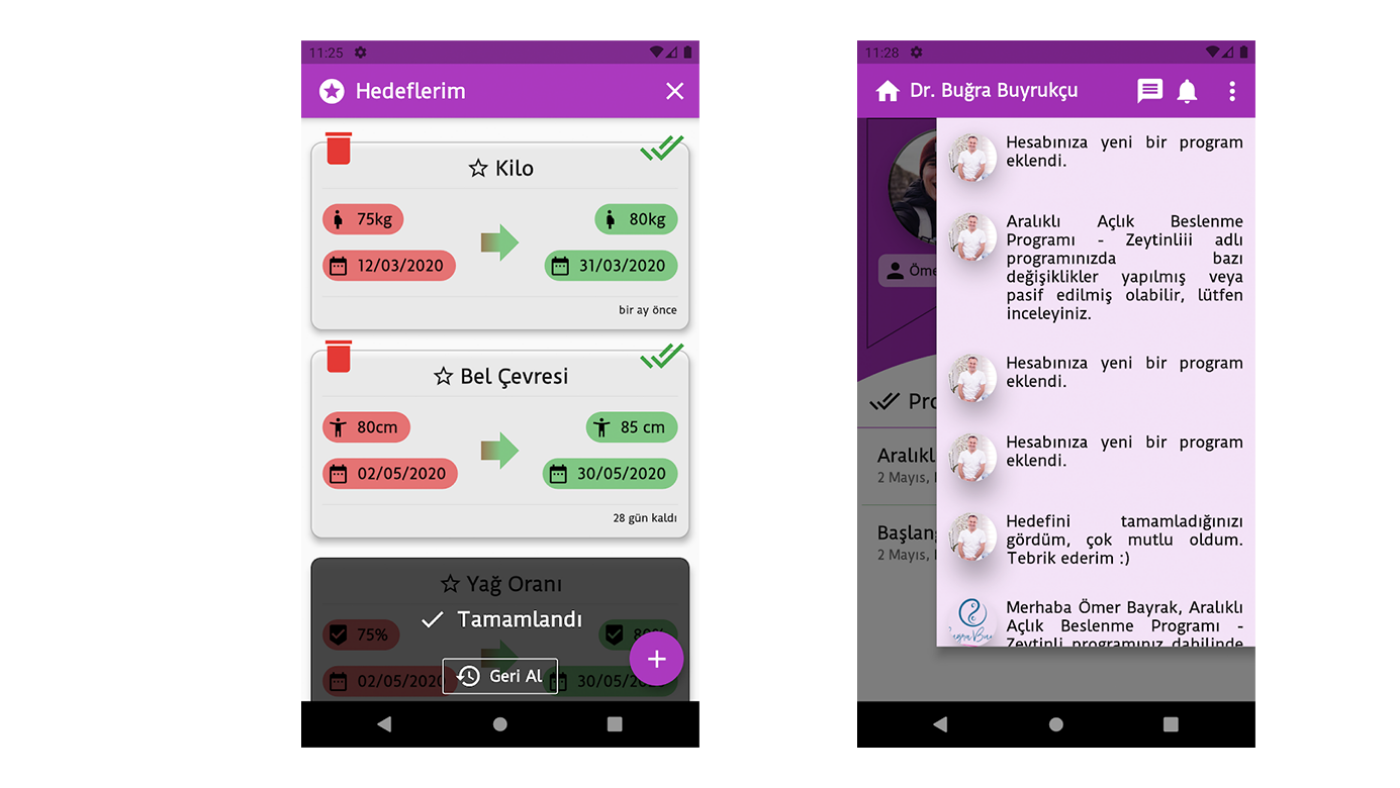 11:25
Hedeflerim
Kilo
75kg
80kg
12/03/2020
31/03/2020
bir ay önce
Bel Çevresi
80cm
85 cm
02/05/2020
30/05/2020
28 gün kaldı
Yağ Oranı
Tamamlandı
75%
80%
Geri Al
02/05/2020
30/05/2020
11:28
Dr. Buğra Buyrukçu
Hesabınıza yeni bir program
eklendi.
Aralıklı Açlık Beslenme
Programı - Zeytinliii adlı
programınızda bazı
değişiklikler yapılmış veya
pasif edilmiş olabilir, lütfen
inceleyiniz.
Hesabınıza yeni bir program
eklendi.
Hesabınıza yeni bir program
eklendi.
Hedefini tamamladığınızı
gördüm, çok mutlu oldum.
Tebrik ederim :)
Merhaba Ömer Bayrak, Aralıklı
Açlık Beslenme Programı -
Zeytinli programınız dahilinde
Öme
Pro
Aralıkl
2 Mayıs,
Başlang
2 Mayıs,